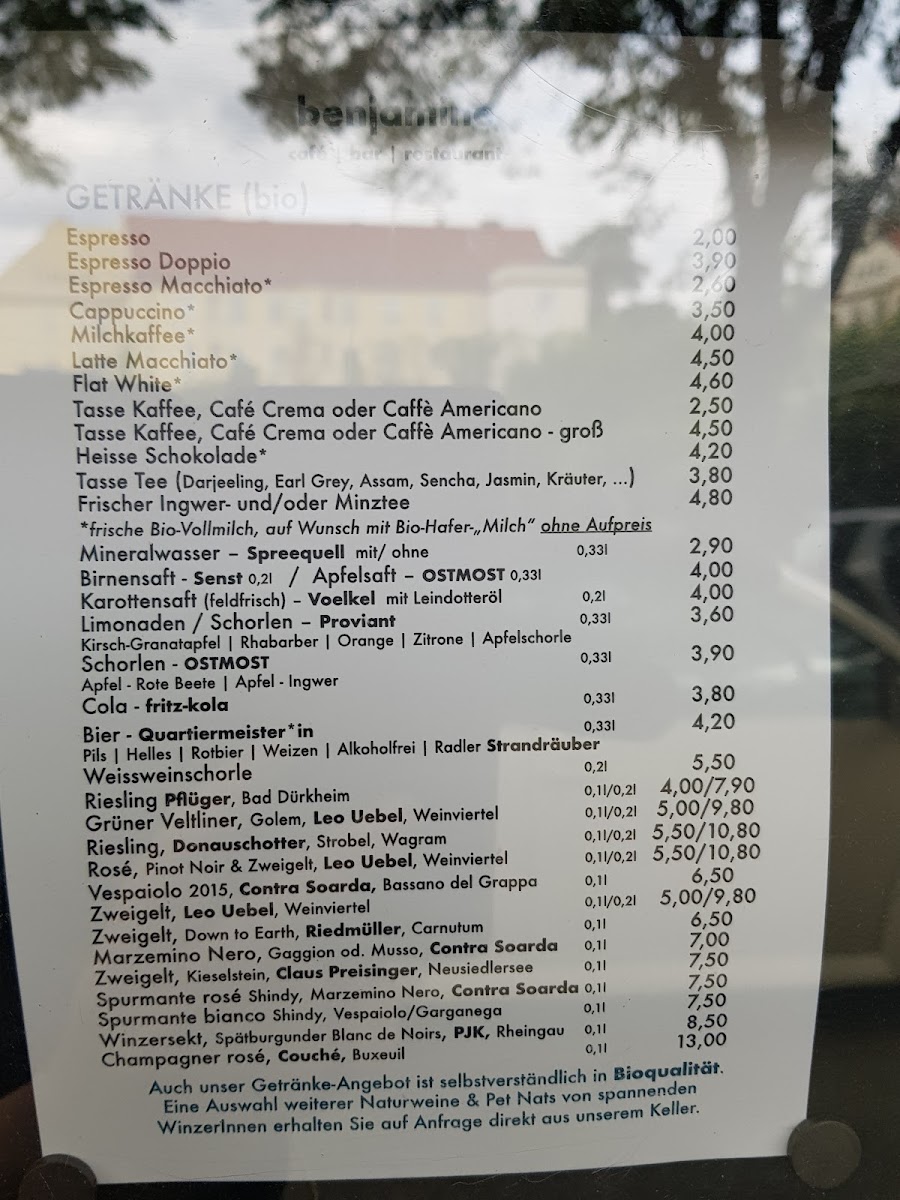 benjamine
café | bar | restaurant
GETRÄNKE (bio)
Espresso 2,00
Espresso Doppio 3,90
Espresso Macchiato* 2,60
Cappuccino* 3,50
Milchkaffee* 4,00
Latte Macchiato* 4,50
Flat White* 4,60
Tasse Kaffee, Café Crema oder Caffè Americano 2,50
Tasse Kaffee, Café Crema oder Caffè Americano - groß 4,50
Heisse Schokolade* 4,20
Tasse Tee (Darjeeling, Earl Grey, Assam, Sencha, Jasmin, Kräuter, ...) 3,80
Frischer Ingwer- und/oder Minztee 4,80
*frische Bio-Vollmilch, auf Wunsch mit Bio-Hafer-„Milch“ ohne Aufpreis
Mineralwasser – Spreequell mit/ ohne 0,33l 2,90
Birnensaft - Senst 0,2l / Apfelsaft – OSTMOST 0,33l 4,00
Karottensaft (feldfrisch) – Voelkel mit Leindotteröl 0,2l 4,00
Limonaden / Schorlen – Proviant 0,33l 3,60
Kirsch-Granatapfel | Rhabarber | Orange | Zitrone | Apfelschorle
Schorlen - OSTMOST 0,33l 3,90
Apfel - Rote Beete | Apfel - Ingwer
Cola - fritz-kola 0,33l 3,80
Bier - Quartiermeister*in 0,33l 4,20
Pils | Helles | Rotbier | Weizen | Alkoholfrei | Radler Strandräuber
Weissweinschorle 0,2l 5,50
Riesling Pflüger, Bad Dürkheim 0,1l/0,2l 4,00/7,90
Grüner Veltliner, Golem, Leo Uebel, Weinviertel 0,1l/0,2l 5,00/9,80
Riesling, Donauschotter, Strobel, Wagram 0,1l/0,2l 5,50/10,80
Rosé, Pinot Noir & Zweigelt, Leo Uebel, Weinviertel 0,1l/0,2l 5,50/10,80
Vespaiolo 2015, Contra Soarda, Bassano del Grappa 0,1l 6,50
Zweigelt, Leo Uebel, Weinviertel 0,1l/0,2l 5,00/9,80
Zweigelt, Down to Earth, Riedmüller, Carnutum 0,1l 6,50
Marzemino Nero, Gaggion od. Musso, Contra Soarda 0,1l 7,00
Zweigelt, Kieselstein, Claus Preisinger, Neusiedlersee 0,1l 7,50
Spurmante rosé Shindy, Marzemino Nero, Contra Soarda 0,1l 7,50
Spurmante bianco Shindy, Vespaiolo/Garganega 0,1l 7,50
Winzersekt, Spätburgunder Blanc de Noirs, PJK, Rheingau 0,1l 8,50
Champagner rosé, Couché, Buxeuil 0,1l 13,00
Auch unser Getränke-Angebot ist selbstverständlich in Bioqualität.
Eine Auswahl weiterer Naturweine & Pet Nats von spannenden
WinzerInnen erhalten Sie auf Anfrage direkt aus unserem Keller.